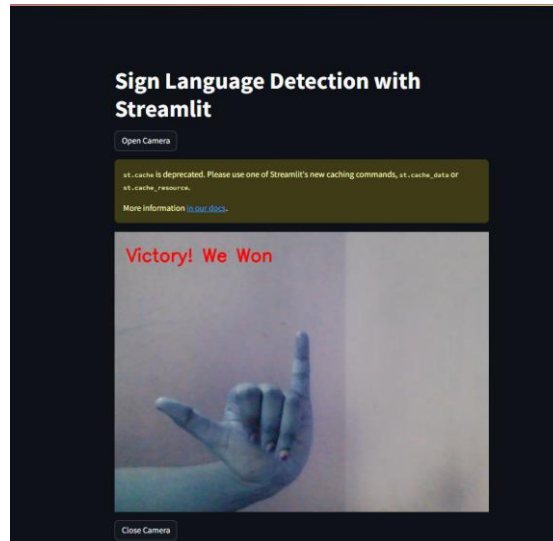 Sign Language Detection with
Streamlit
Open Camera
st.cache is deprecated. Please use one of Streamlit's new caching commands, st.cache_data or
st.cache_resource.
More information in our docs.
Victory! We Won
Close Camera